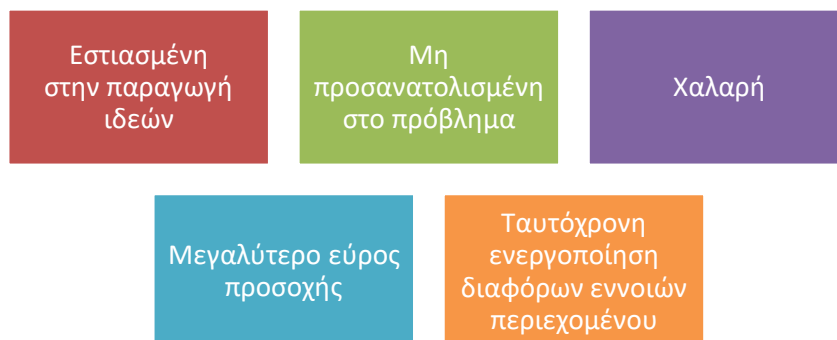 Εστιασμένη
στην παραγωγή
ιδεών
Μη
προσανατολισμένη
στο πρόβλημα
Χαλαρή
Μεγαλύτερο εύρος
προσοχής
Ταυτόχρονη
ενεργοποίηση
διαφόρων εννοιών
περιεχομένου